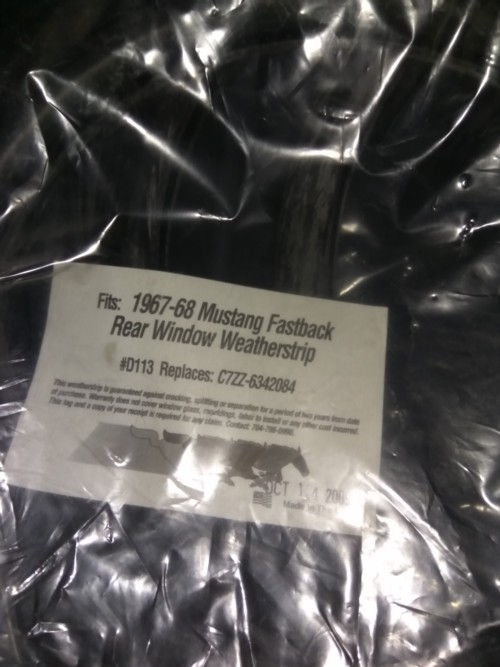 Fits: 1967-68 Mustang Fastback
Rear Window Weatherstrip
#D113 Replaces: C7ZZ-6342084
This weatherstrip is guaranteed against cracking, splitting or separation for a period of two years from date
of purchase. Warranty does not cover window glass, mouldings, labor to install or any other cost incurred.
This tag and a copy of your receipt is required for any claim. Contact:
OCT 1 4 200
Made in